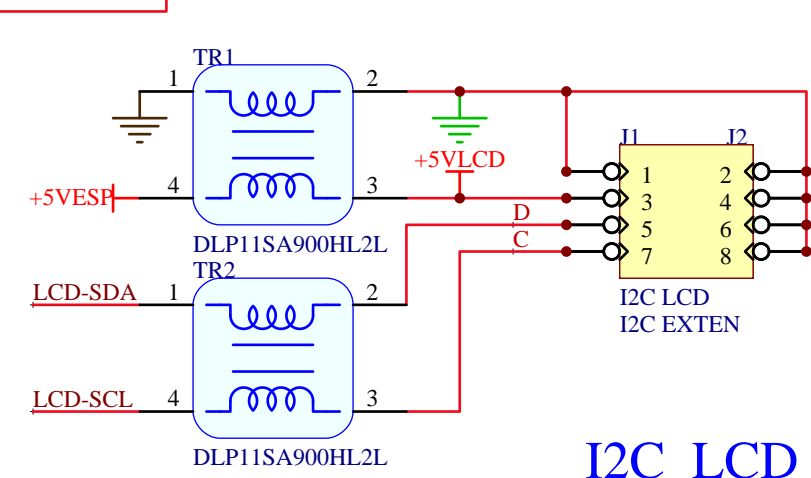 TR1
1
2
4
3
+5VESP
DLP11SA900HL2L
+5VLCD
D
C
J1
J2
1
2
3
4
5
6
7
8
I2C LCD
I2C EXTEN
TR2
LCD-SDA
1
2
LCD-SCL
4
3
DLP11SA900HL2L
I2C LCD